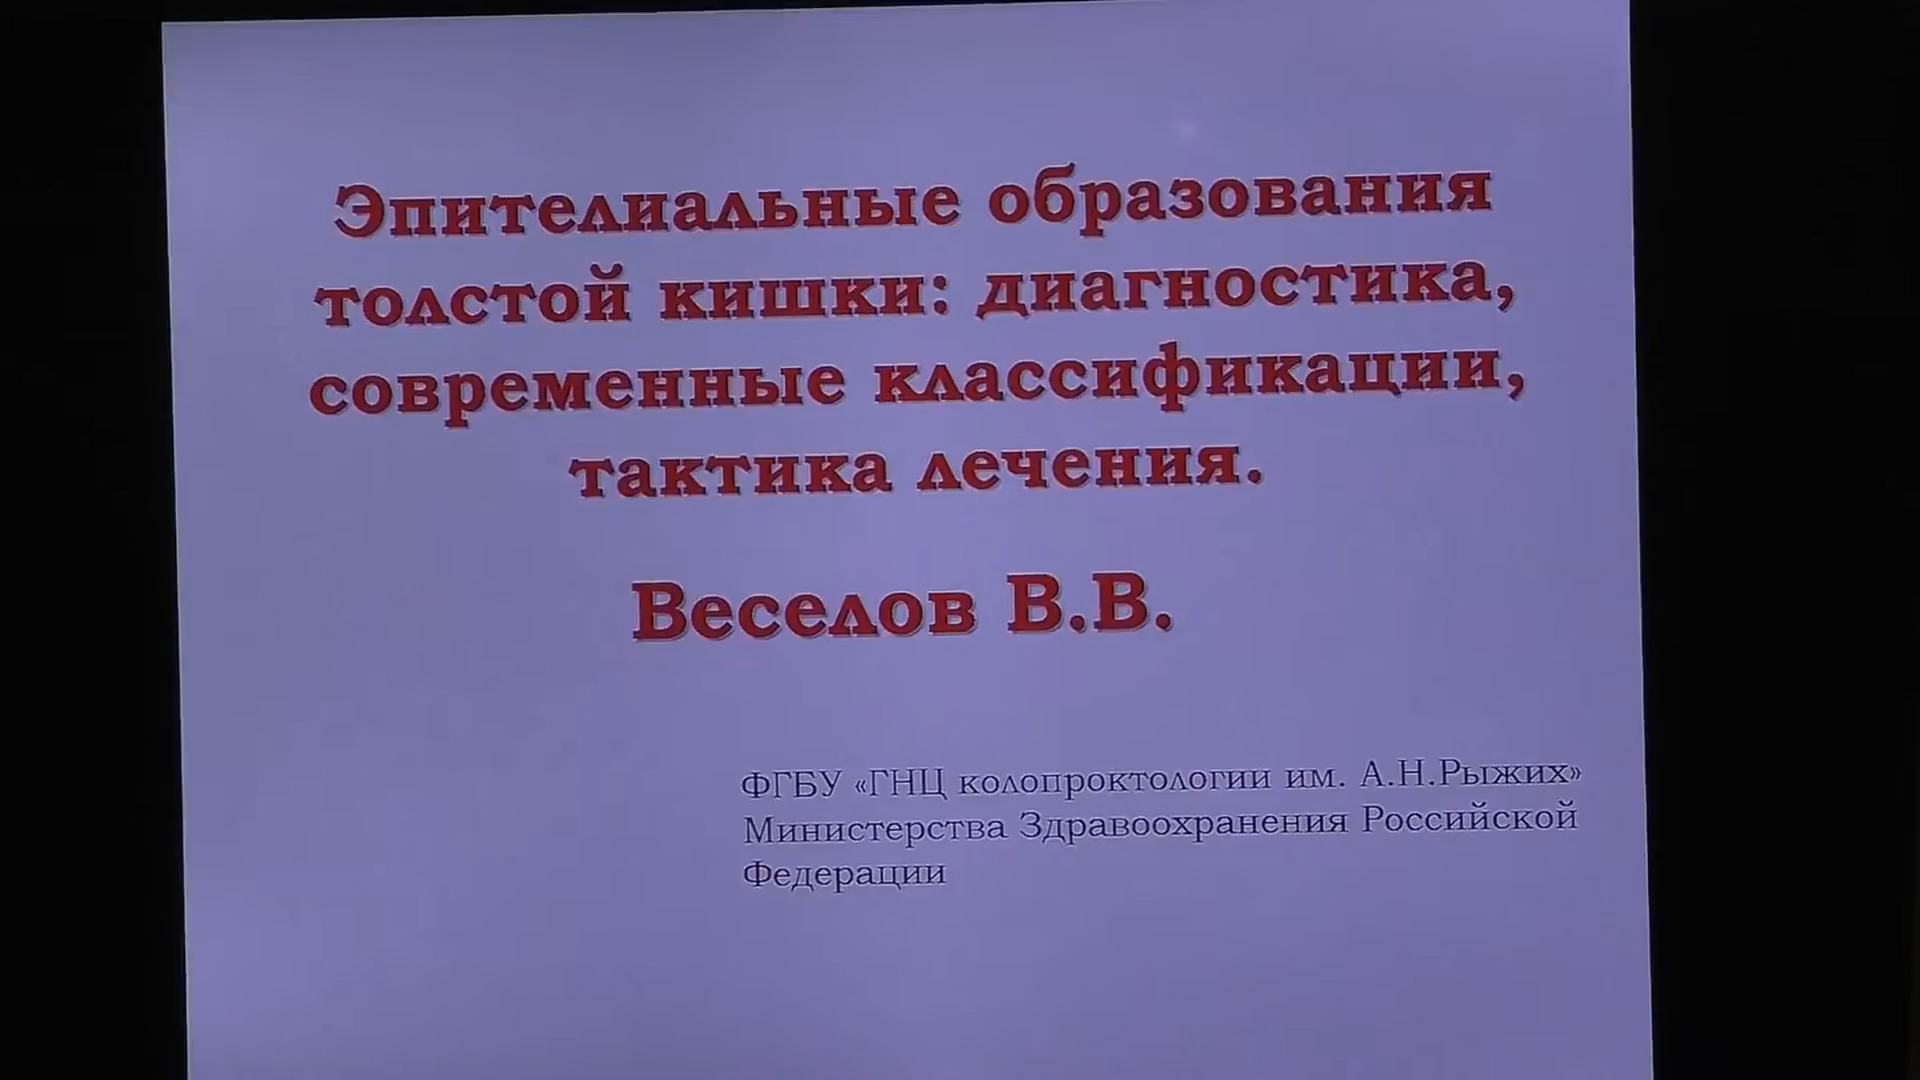 Эпителиальные образования
толстой кишки: диагностика,
современные классификации,
тактика лечения.
Веселов В.В.
ФГБУ «ГНЦ колопроктологии им. А.Н.Рыжих»
Министерства Здравоохранения Российской
Федерации